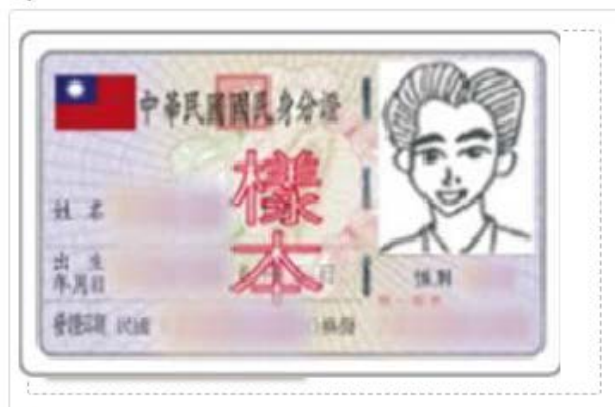 中華民國國民身分證
樣本
姓名
出生
年月日
日
性別
發證日期 民國